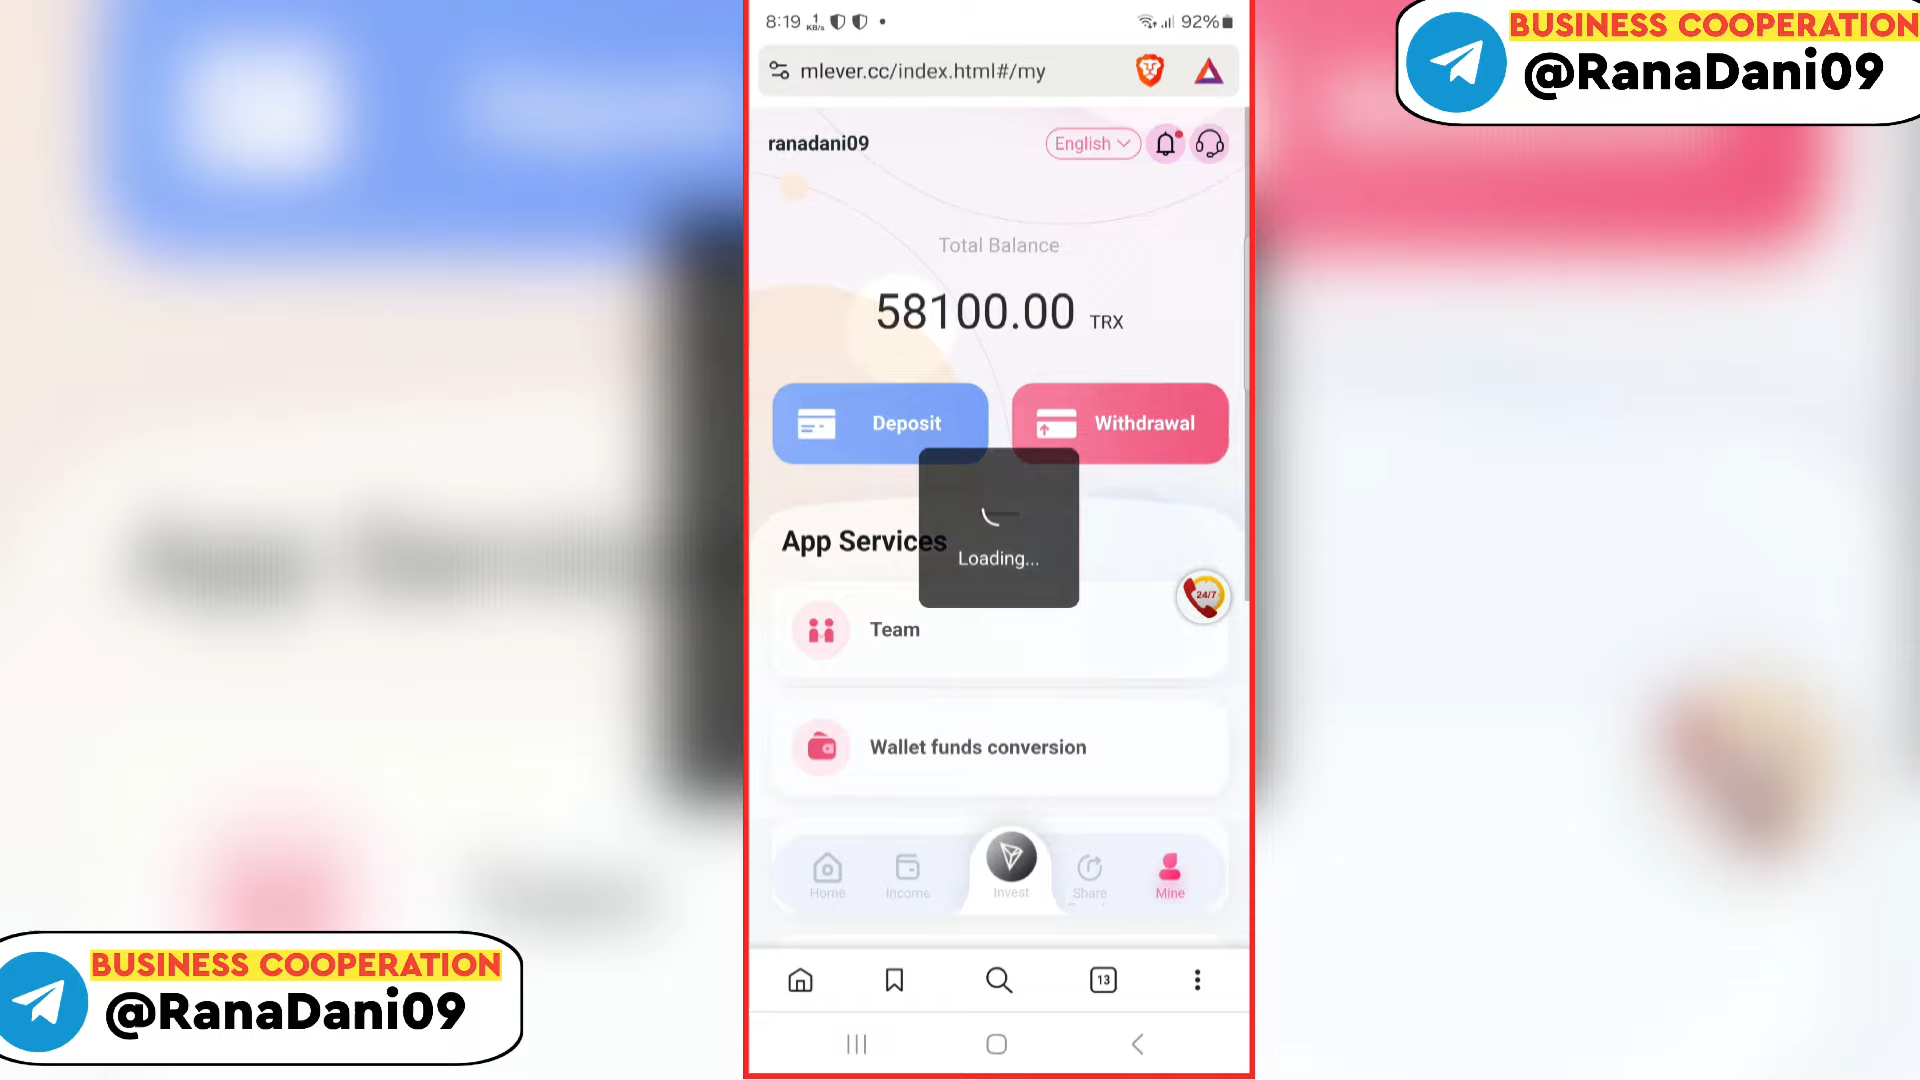 8:19 1 KB/s 92%
mlever.cc/index.html#/my
BUSINESS COOPERATION
@RanaDani09
ranadani09
English
Total Balance
58100.00 TRX
Deposit
Withdrawal
App Services
Loading...
24/7
Team
Wallet funds conversion
Home
Income
Invest
Share
Mine
BUSINESS COOPERATION
@RanaDani09
13